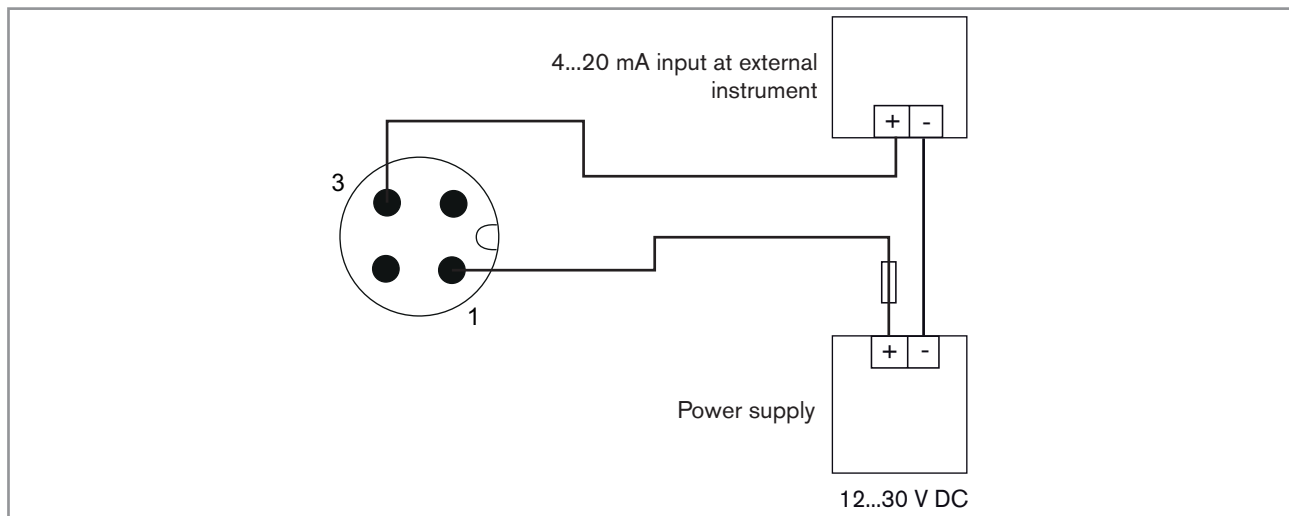 4...20 mA input at external
instrument
+ -
3
1
+ -
Power supply
12...30 V DC